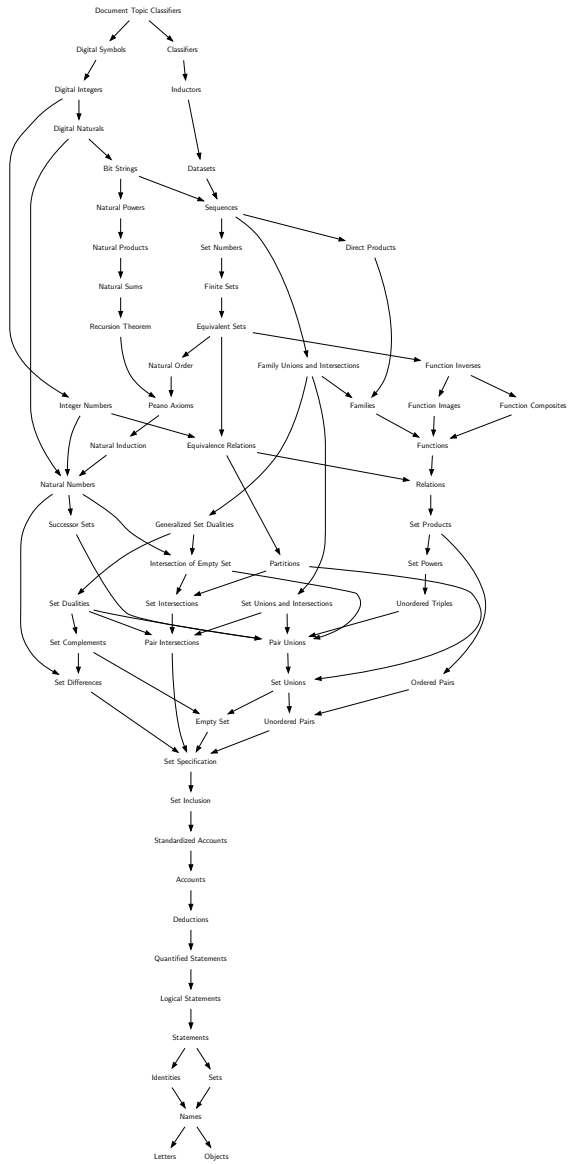 Document Topic Classifiers
Digital Symbols
Classifiers
Digital Integers
Inductors
Digital Naturals
Bit Strings
Datasets
Natural Powers
Sequences
Natural Products
Set Numbers
Direct Products
Natural Sums
Finite Sets
Recursion Theorem
Equivalent Sets
Natural Order
Family Unions and Intersections
Function Inverses
Integer Numbers
Peano Axioms
Families
Function Images
Function Composites
Natural Induction
Equivalence Relations
Functions
Natural Numbers
Relations
Successor Sets
Generalized Set Dualities
Set Products
Intersection of Empty Set
Partitions
Set Powers
Set Dualities
Set Intersections
Set Unions and Intersections
Unordered Triples
Set Complements
Pair Intersections
Pair Unions
Set Differences
Set Unions
Ordered Pairs
Empty Set
Unordered Pairs
Set Specification
Set Inclusion
Standardized Accounts
Accounts
Deductions
Quantified Statements
Logical Statements
Statements
Identities
Sets
Names
Letters
Objects